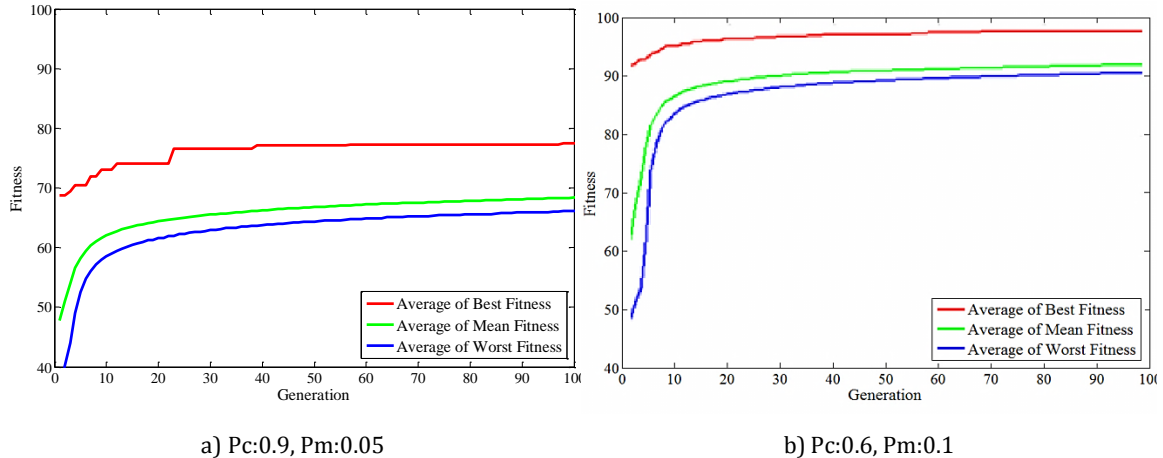 100
90
80
70
60
50
40
Fitness
0 10 20 30 40 50 60 70 80 90 100
Generation
Average of Best Fitness
Average of Mean Fitness
Average of Worst Fitness
a) Pc:0.9, Pm:0.05
100
90
80
70
60
50
40
Fitness
0 10 20 30 40 50 60 70 80 90 100
Generation
Average of Best Fitness
Average of Mean Fitness
Average of Worst Fitness
b) Pc:0.6, Pm:0.1